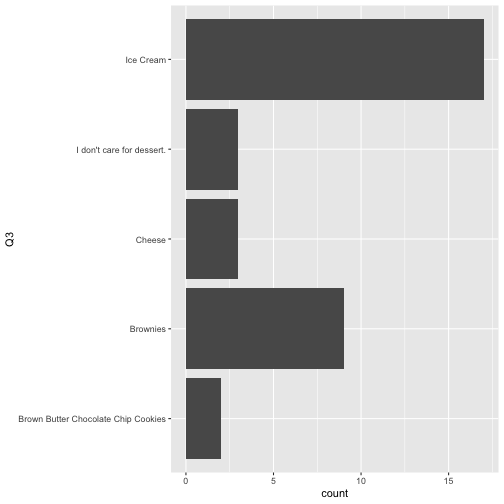 Ice Cream
I don't care for dessert.
Q3
Cheese
Brownies
Brown Butter Chocolate Chip Cookies
0 5 10 15
count